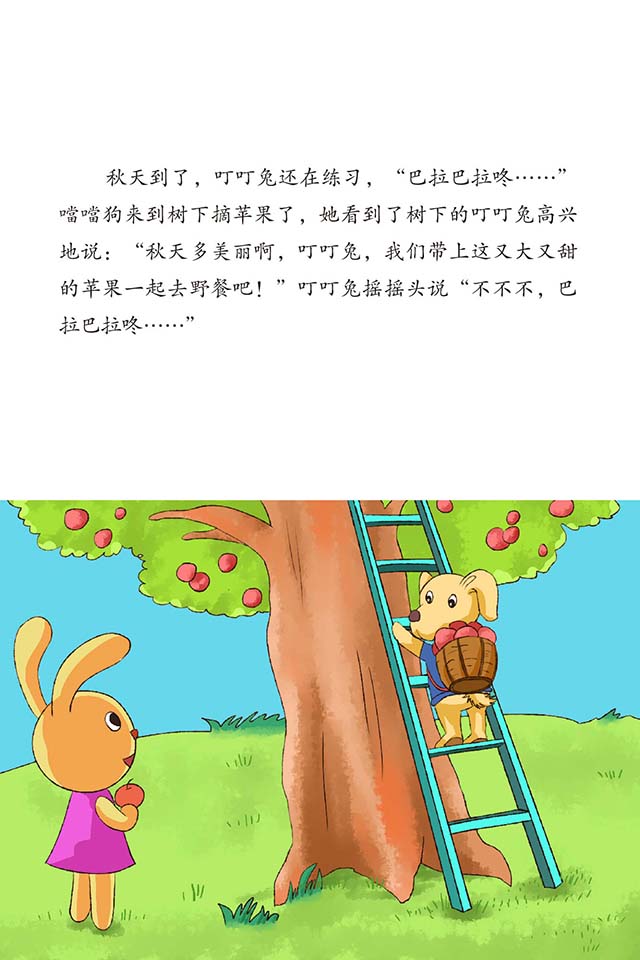 秋天到了，叮叮兔还在练习，“巴拉巴拉咚……”
噹噹狗来到树下摘苹果了，她看到了树下的叮叮兔高兴
地说：“秋天多美丽啊，叮叮兔，我们带上这又大又甜
的苹果一起去野餐吧！”叮叮兔摇摇头说“不不不，巴
拉巴拉咚……”